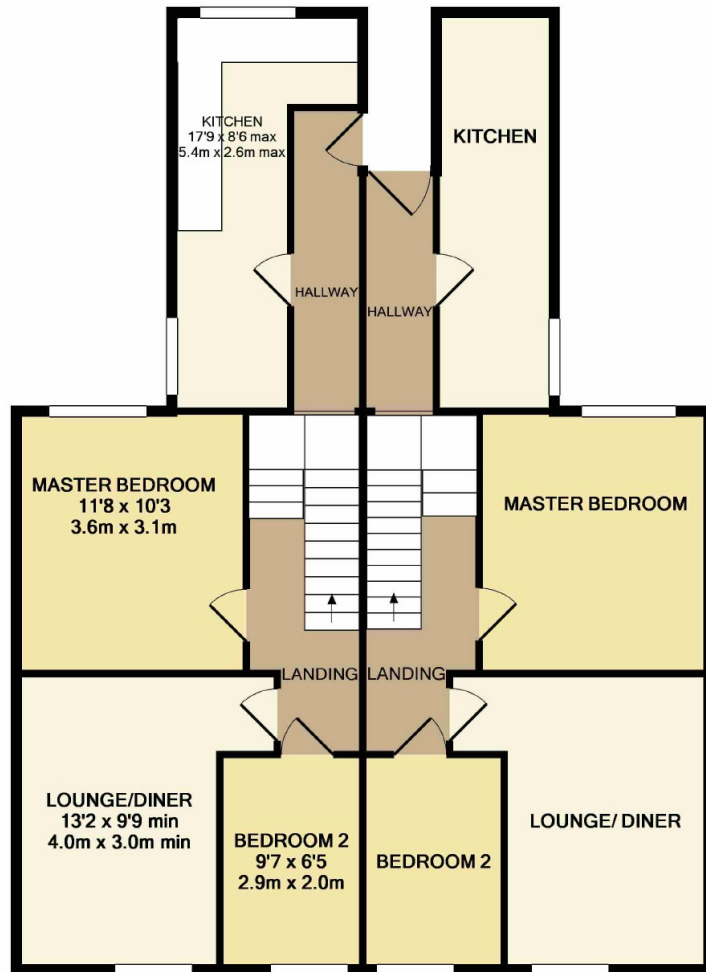 KITCHEN
17'9 x 8'6 max
5.4m x 2.6m max
KITCHEN
HALLWAY
HALLWAY
MASTER BEDROOM
11'8 x 10'3
3.6m x 3.1m
MASTER BEDROOM
LANDING
LANDING
LOUNGE/DINER
13'2 x 9'9 min
4.0m x 3.0m min
BEDROOM 2
9'7 x 6'5
2.9m x 2.0m
BEDROOM 2
LOUNGE/ DINER